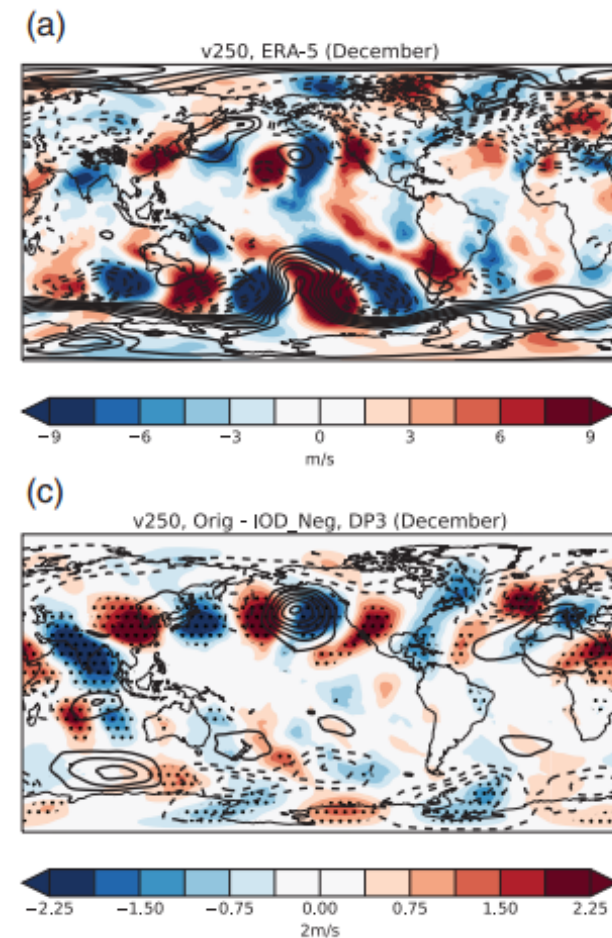 (a)
v250, ERA-5 (December)
−9 −6 −3 0 3 6 9
m/s
(c)
v250, Orig - IOD_Neg, DP3 (December)
−2.25 −1.50 −0.75 0.00 0.75 1.50 2.25
2m/s